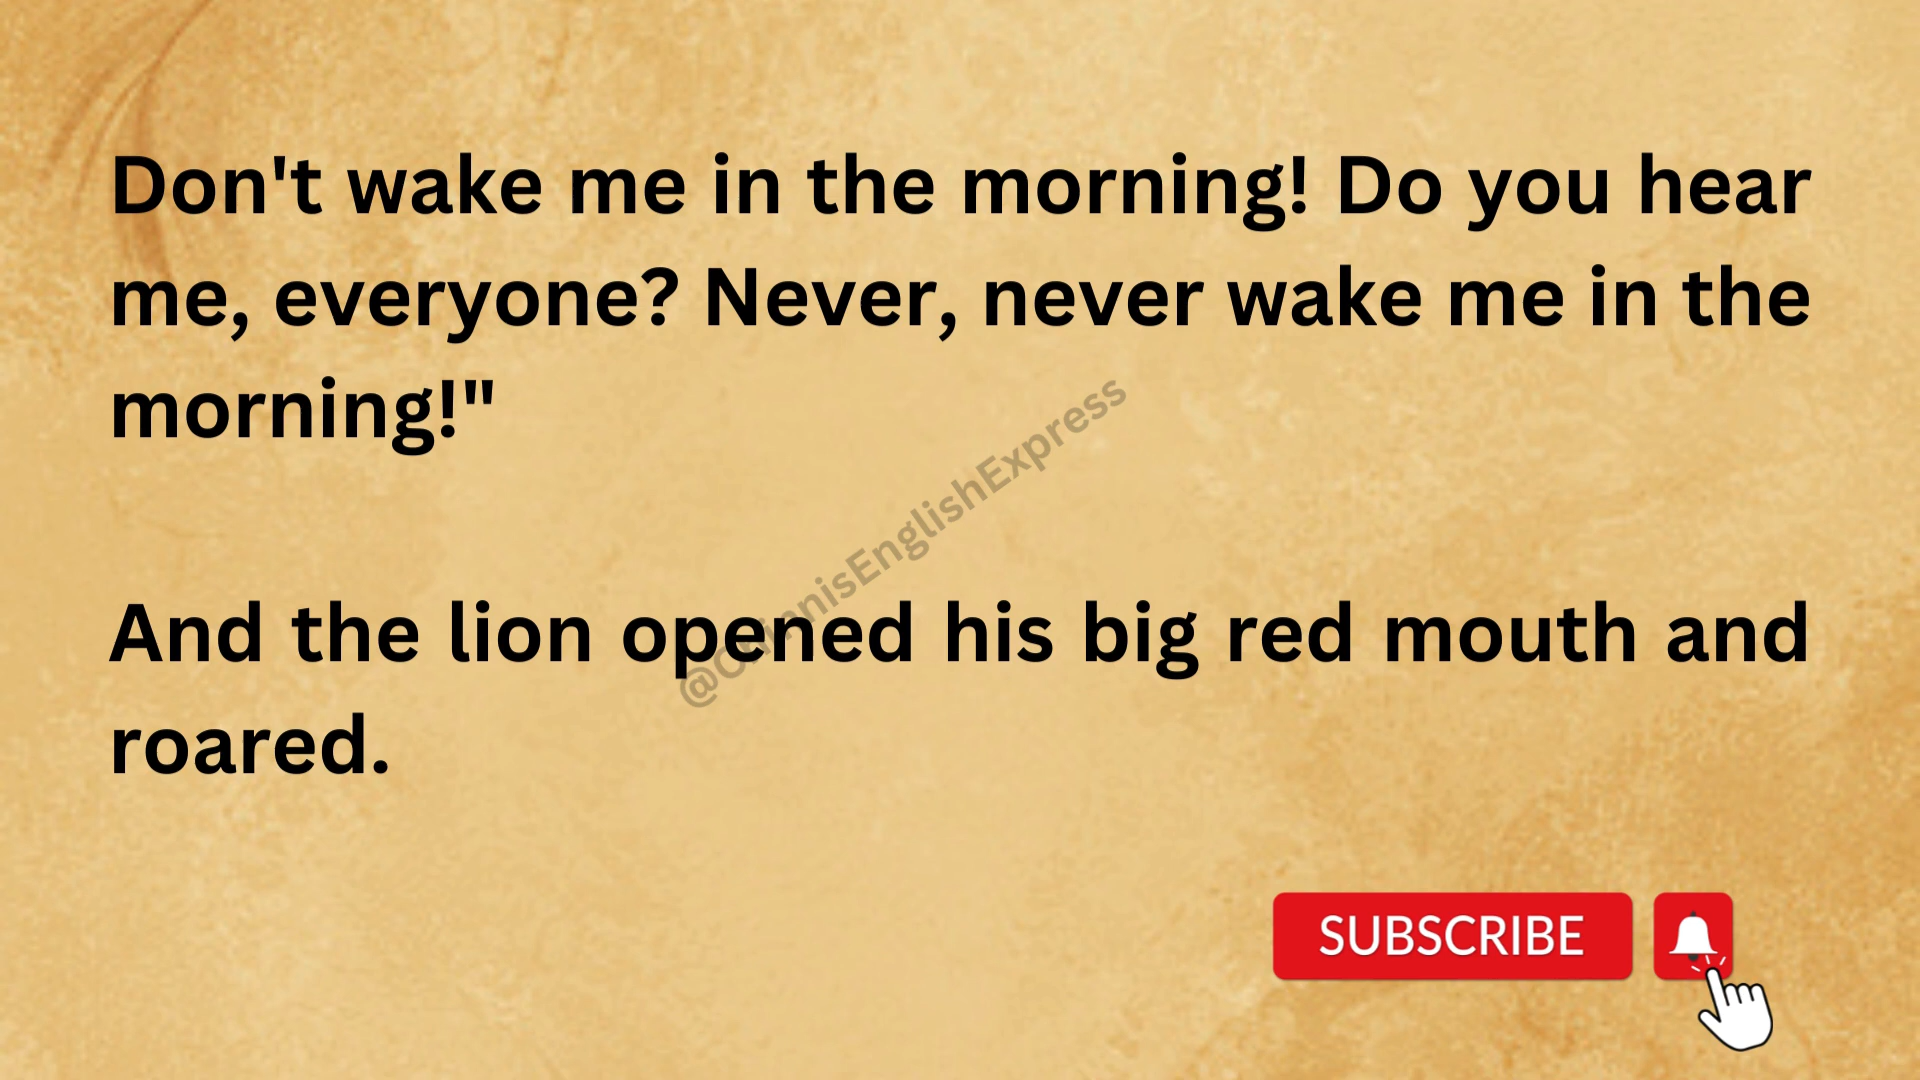 Don't wake me in the morning! Do you hear
me, everyone? Never, never wake me in the
morning!"
And the lion opened his big red mouth and
roared.
SUBSCRIBE